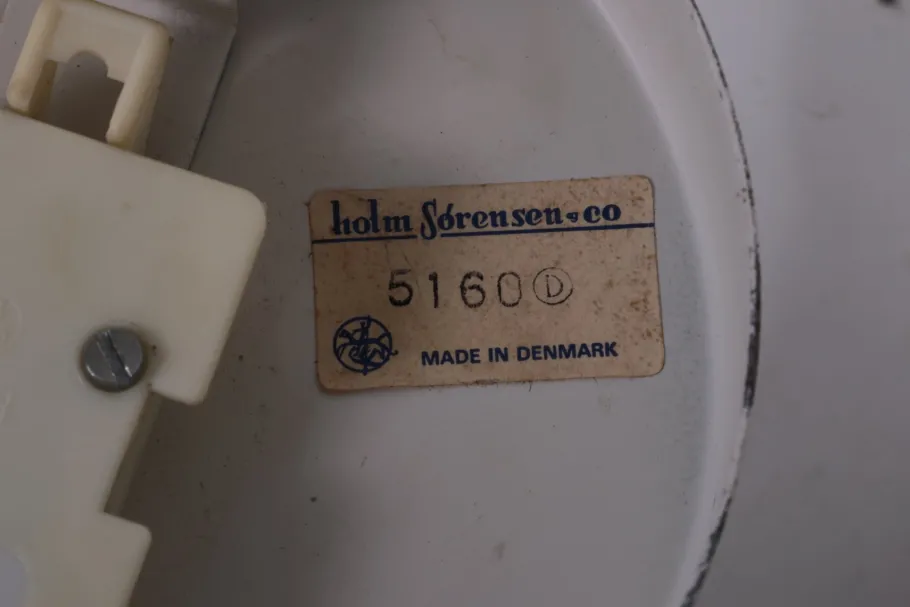 holm Sørensen & co
5160 Ⓓ
MADE IN DENMARK